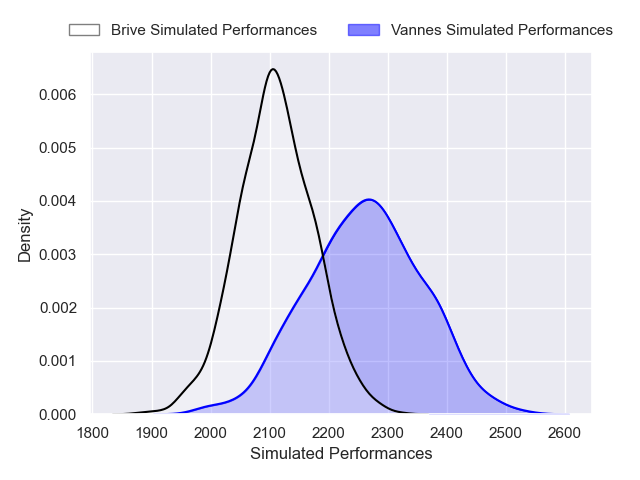 Brive Simulated Performances
Vannes Simulated Performances
0.006
0.005
0.004
0.003
0.002
0.001
0.000
Density
1800 1900 2000 2100 2200 2300 2400 2500 2600
Simulated Performances